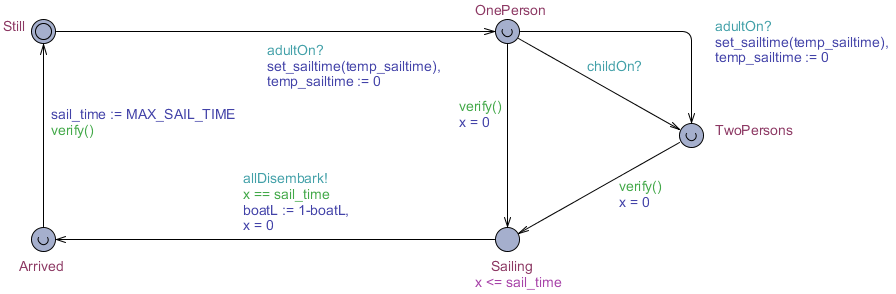 OnePerson
Still
adultOn?
set_sailtime(temp_sailtime),
temp_sailtime := 0
adultOn?
set_sailtime(temp_sailtime),
temp_sailtime := 0
childOn?
verify()
x = 0
sail_time := MAX_SAIL_TIME
verify()
TwoPersons
allDisembark!
x == sail_time
boatL := 1-boatL,
x = 0
verify()
x = 0
Arrived
Sailing
x <= sail_time